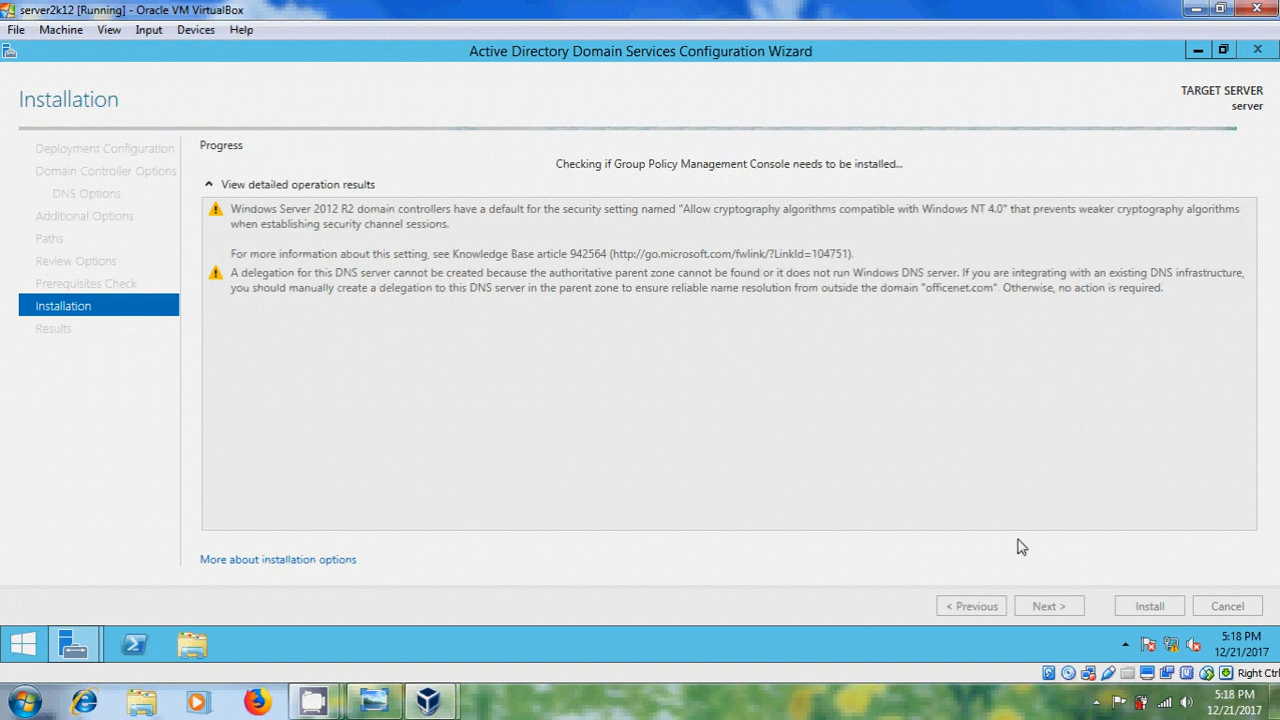 server2k12 [Running] - Oracle VM VirtualBox
File Machine View Input Devices Help
Active Directory Domain Services Configuration Wizard
Installation
TARGET SERVER
server
Deployment Configuration
Domain Controller Options
DNS Options
Additional Options
Paths
Review Options
Prerequisites Check
Installation
Results
Progress
Checking if Group Policy Management Console needs to be installed...
View detailed operation results
Windows Server 2012 R2 domain controllers have a default for the security setting named "Allow cryptography algorithms compatible with Windows NT 4.0" that prevents weaker cryptography algorithms
when establishing security channel sessions.
For more information about this setting, see Knowledge Base article 942564 (http://go.microsoft.com/fwlink/?LinkId=104751).
A delegation for this DNS server cannot be created because the authoritative parent zone cannot be found or it does not run Windows DNS server. If you are integrating with an existing DNS infrastructure,
you should manually create a delegation to this DNS server in the parent zone to ensure reliable name resolution from outside the domain "officenet.com". Otherwise, no action is required.
More about installation options
< Previous Next > Install Cancel
5:18 PM
12/21/2017
Right Ctrl
5:18 PM
12/21/2017